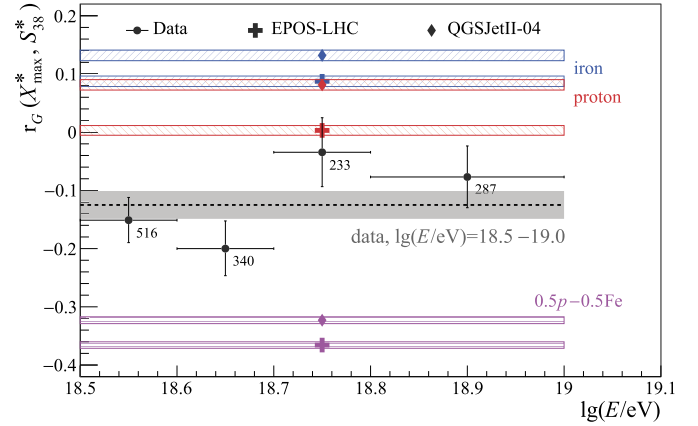 Data EPOS-LHC QGSJetII-04
r_G (X*_max, S*_38)
0.2
0.1
0
−0.1
−0.2
−0.3
−0.4
iron
proton
233
287
516
340
data, lg(E/eV)=18.5−19.0
0.5p−0.5Fe
18.5 18.6 18.7 18.8 18.9 19 19.1
lg(E/eV)